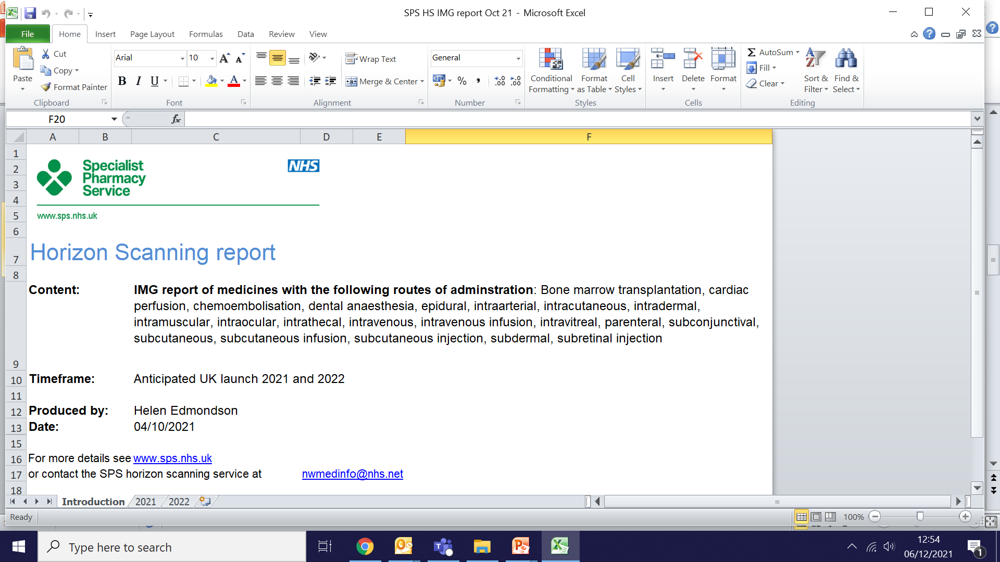 SPS HS IMG report Oct 21 - Microsoft Excel
File Home Insert Page Layout Formulas Data Review View
Paste
Cut
Copy
Format Painter
Clipboard
Arial 10
B I U A
Font
Wrap Text
Merge & Center
Alignment
General
% ,
Number
Conditional Formatting
Format as Table
Cell Styles
Styles
Insert Delete Format
Cells
Σ AutoSum
Fill
Clear
Sort & Filter
Find & Select
Editing
F20 fx
A B C D E F
1
2
3
4
5
6
7
8
9
10
11
12
13
15
16
17
18
Specialist
Pharmacy
Service
NHS
www.sps.nhs.uk
Horizon Scanning report
Content: IMG report of medicines with the following routes of adminstration: Bone marrow transplantation, cardiac
perfusion, chemoembolisation, dental anaesthesia, epidural, intraarterial, intracutaneous, intradermal,
intramuscular, intraocular, intrathecal, intravenous, intravenous infusion, intravitreal, parenteral, subconjunctival,
subcutaneous, subcutaneous infusion, subcutaneous injection, subdermal, subretinal injection
Timeframe: Anticipated UK launch 2021 and 2022
Produced by: Helen Edmondson
Date: 04/10/2021
For more details see www.sps.nhs.uk
or contact the SPS horizon scanning service at nwmedinfo@nhs.net
Introduction 2021 2022
Ready 100%
Type here to search
12:54
06/12/2021
1